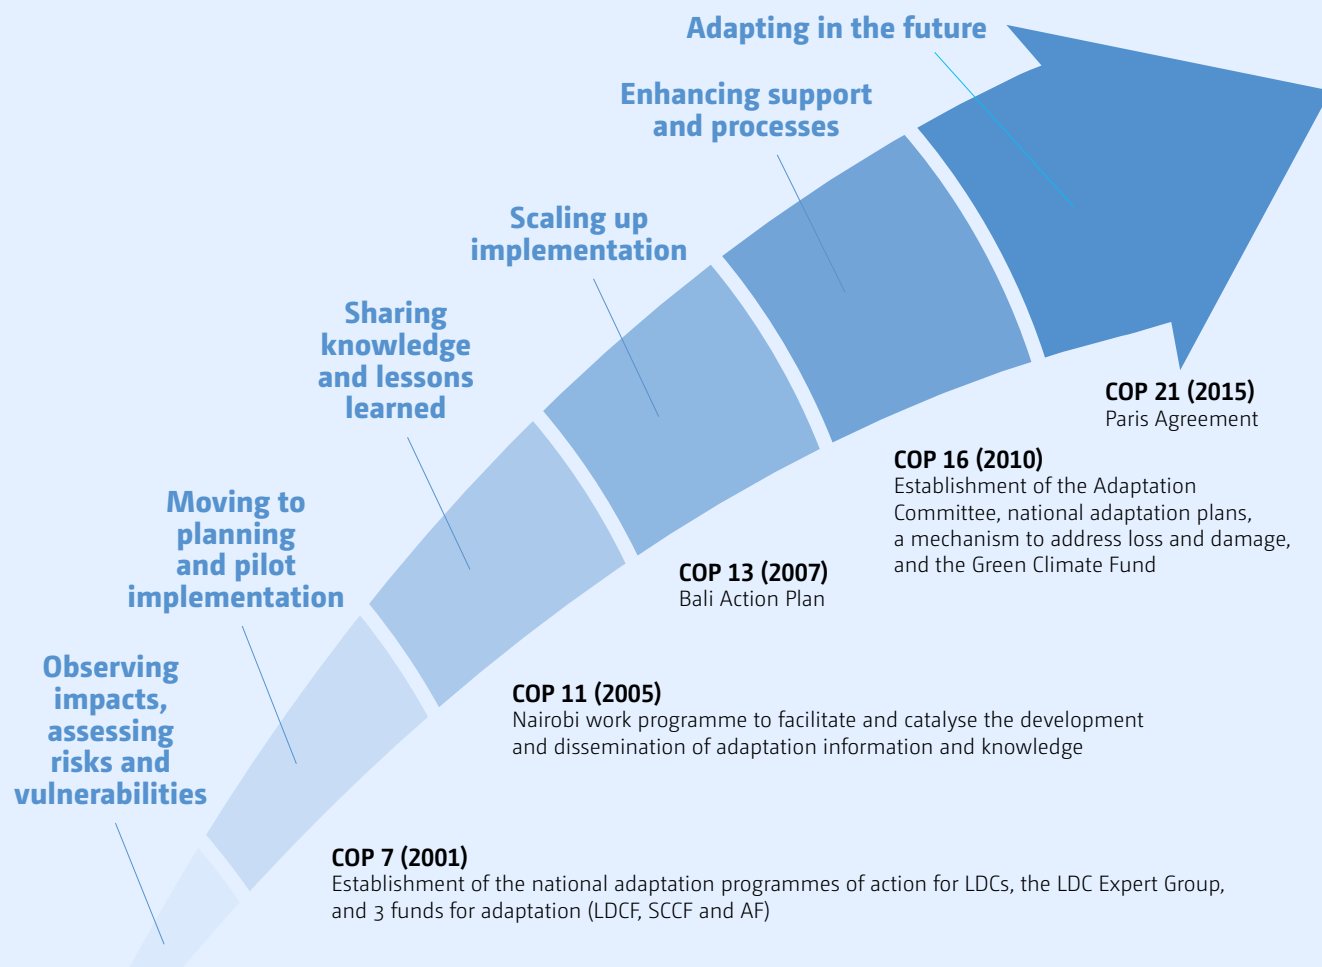 Adapting in the future
Enhancing support
and processes
Scaling up
implementation
Sharing
knowledge
and lessons
learned
Moving to
planning
and pilot
implementation
Observing
impacts,
assessing
risks and
vulnerabilities
COP 21 (2015)
Paris Agreement
COP 16 (2010)
Establishment of the Adaptation
Committee, national adaptation plans,
a mechanism to address loss and damage,
and the Green Climate Fund
COP 13 (2007)
Bali Action Plan
COP 11 (2005)
Nairobi work programme to facilitate and catalyse the development
and dissemination of adaptation information and knowledge
COP 7 (2001)
Establishment of the national adaptation programmes of action for LDCs, the LDC Expert Group,
and 3 funds for adaptation (LDCF, SCCF and AF)